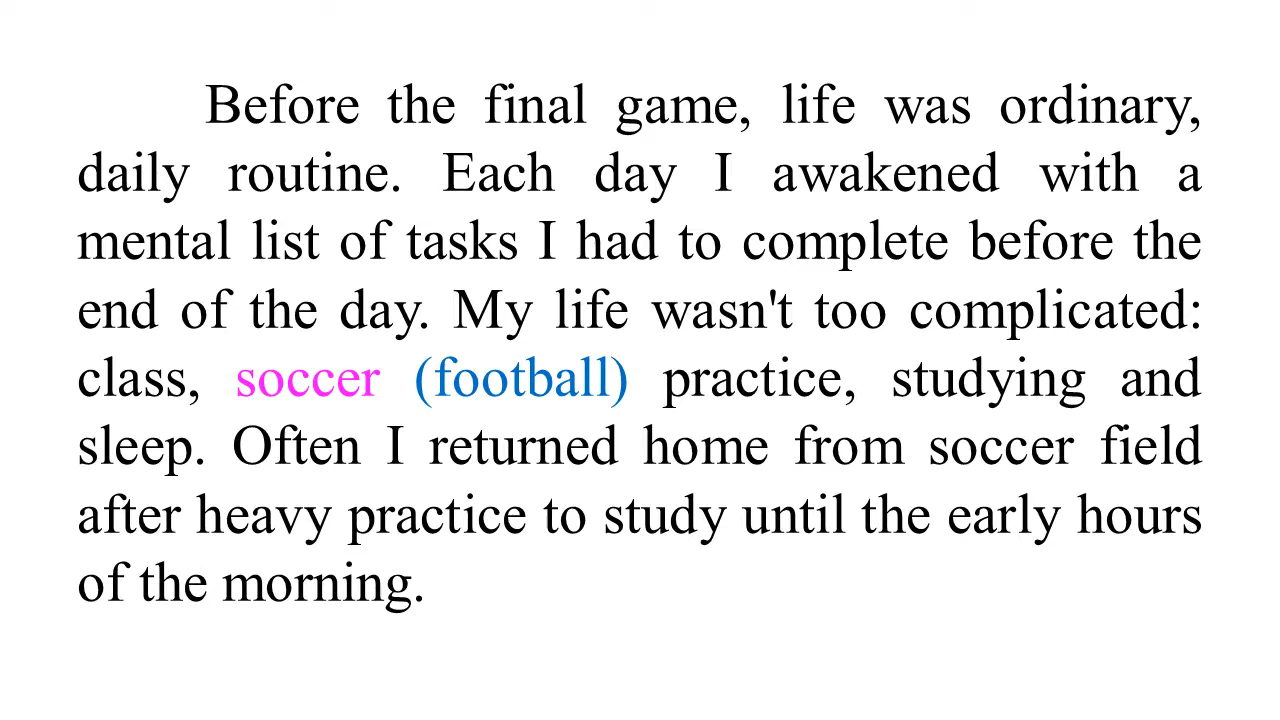 Before the final game, life was ordinary,
daily routine. Each day I awakened with a
mental list of tasks I had to complete before the
end of the day. My life wasn't too complicated:
class, soccer (football) practice, studying and
sleep. Often I returned home from soccer field
after heavy practice to study until the early hours
of the morning.